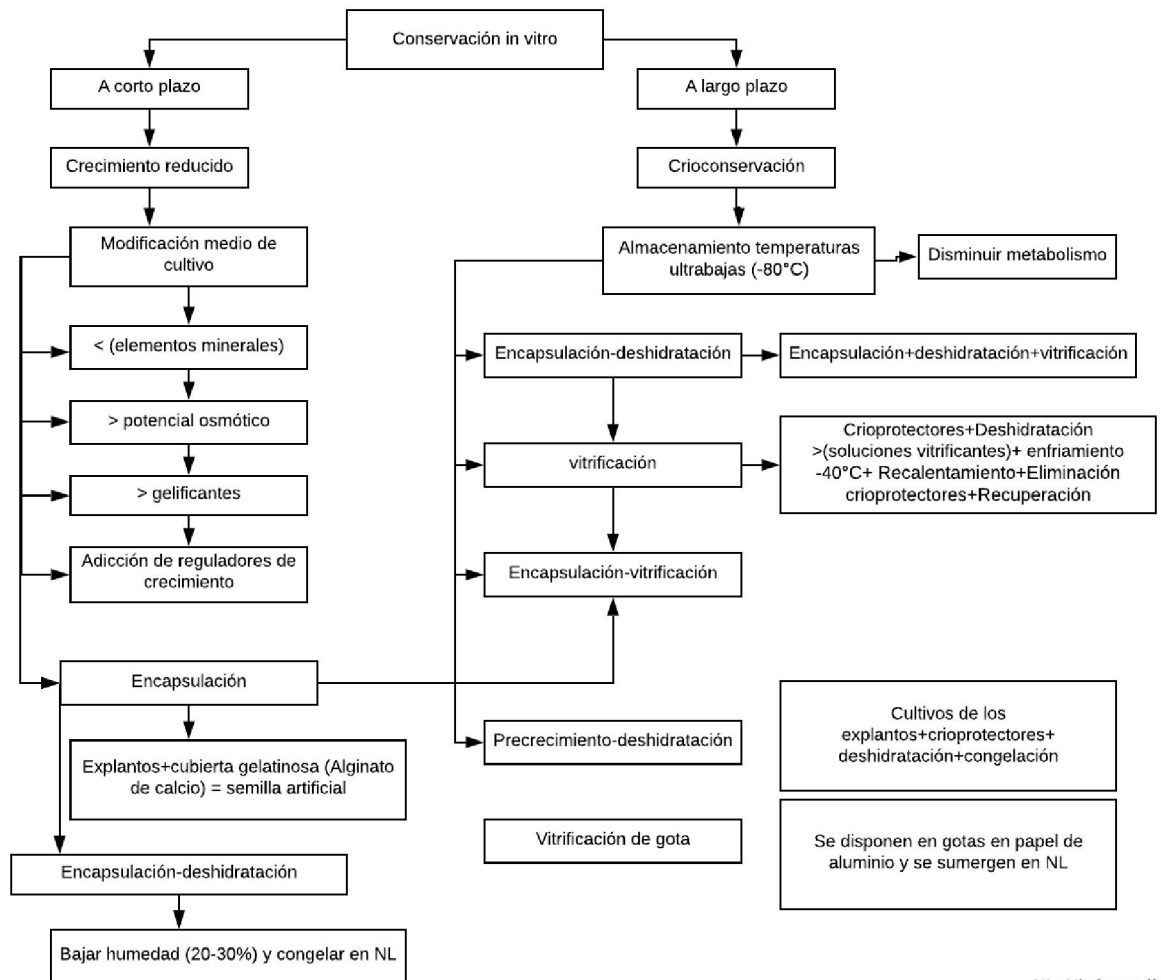 Conservación in vitro
A corto plazo
A largo plazo
Crecimiento reducido
Crioconservación
Modificación medio de
cultivo
Almacenamiento temperaturas
ultrabajas (-80°C)
Disminuir metabolismo
< (elementos minerales)
Encapsulación-deshidratación
Encapsulación+deshidratación+vitrificación
> potencial osmótico
vitrificación
Crioprotectores+Deshidratación
>(soluciones vitrificantes)+ enfriamiento
-40°C+ Recalentamiento+Eliminación
crioprotectores+Recuperación
> gelificantes
Adicción de reguladores de
crecimiento
Encapsulación-vitrificación
Encapsulación
Explantos+cubierta gelatinosa (Alginato
de calcio) = semilla artificial
Precrecimiento-deshidratación
Cultivos de los
explantos+crioprotectores+
deshidratación+congelación
Vitrificación de gota
Se disponen en gotas en papel de
aluminio y se sumergen en NL
Encapsulación-deshidratación
Bajar humedad (20-30%) y congelar en NL